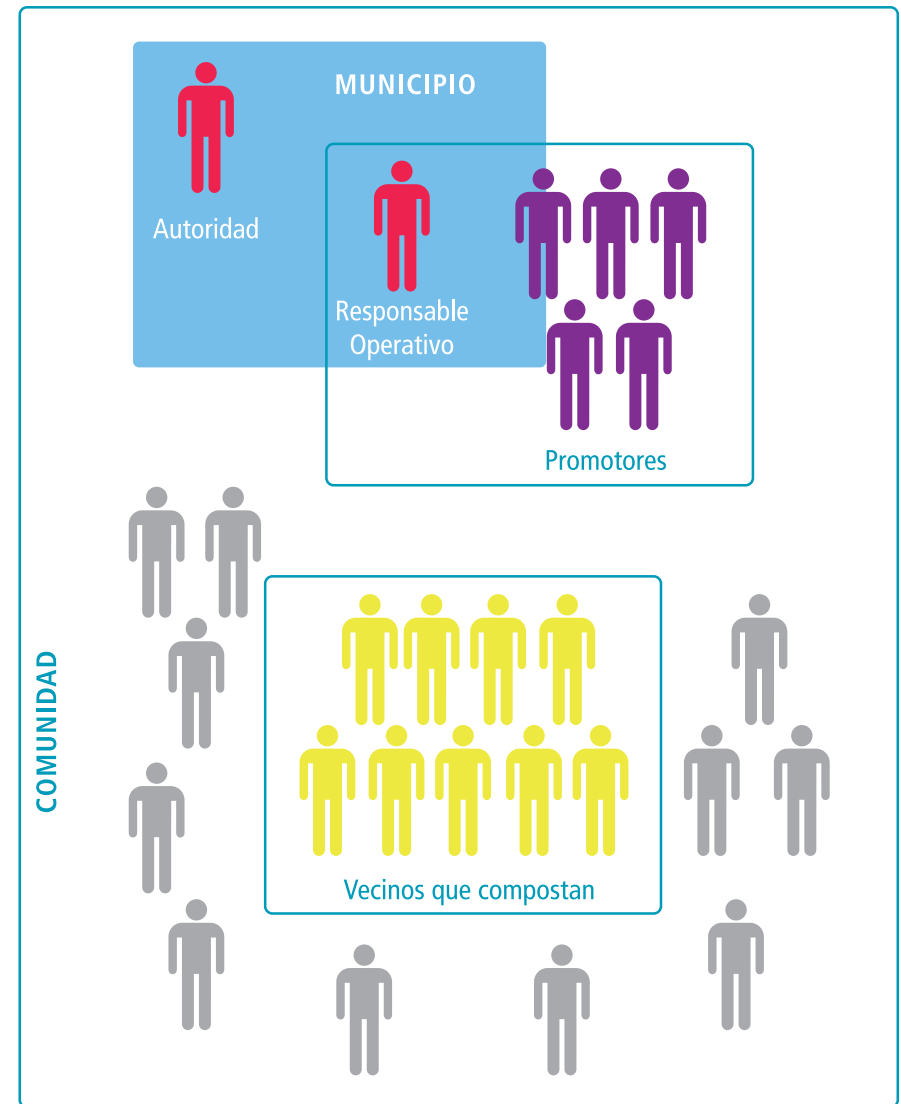 MUNICIPIO
Autoridad
Responsable
Operativo
Promotores
COMUNIDAD
Vecinos que compostan